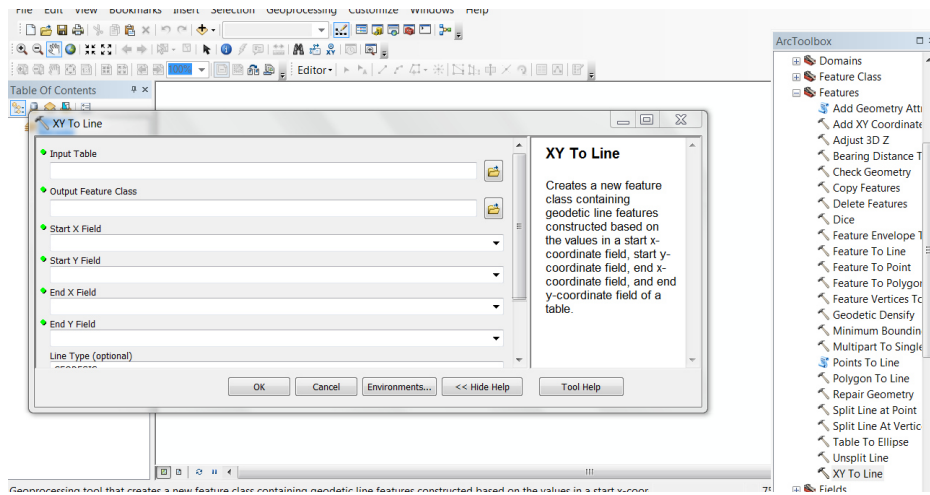 File Edit View Bookmarks Insert Selection Geoprocessing Customize Windows Help
100%
Editor
Table Of Contents
XY To Line
Input Table
Output Feature Class
Start X Field
Start Y Field
End X Field
End Y Field
Line Type (optional)
GEODESIC
OK Cancel Environments... << Hide Help Tool Help
XY To Line
Creates a new feature
class containing
geodetic line features
constructed based on
the values in a start x-
coordinate field, start y-
coordinate field, end x-
coordinate field, and end
y-coordinate field of a
table.
ArcToolbox
Domains
Feature Class
Features
Add Geometry Attr
Add XY Coordinate
Adjust 3D Z
Bearing Distance T
Check Geometry
Copy Features
Delete Features
Dice
Feature Envelope T
Feature To Line
Feature To Point
Feature To Polygon
Feature Vertices To
Geodetic Densify
Minimum Boundin
Multipart To Single
Points To Line
Polygon To Line
Repair Geometry
Split Line at Point
Split Line At Vertic
Table To Ellipse
Unsplit Line
XY To Line
Fields
Geoprocessing tool that creates a new feature class containing geodetic line features constructed based on the values in a start x-coor